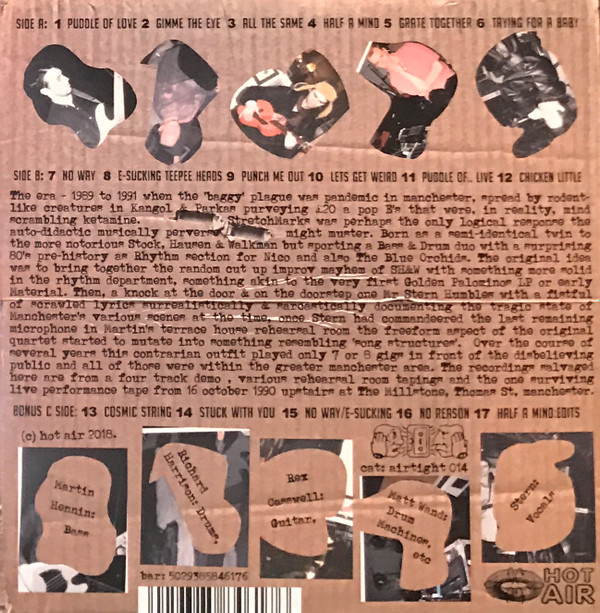 SIDE A: 1 PUDDLE OF LOVE 2 GIMME THE EYE 3 ALL THE SAME 4 HALF A MIND 5 GRATE TOGETHER 6 TRYING FOR A BABY
SIDE B: 7 NO WAY 8 E-SUCKING TEEPEE HEADS 9 PUNCH ME OUT 10 LETS GET WEIRD 11 PUDDLE OF.. LIVE 12 CHICKEN LITTLE
The era - 1989 to 1991 when the 'baggy' plague was pandemic in manchester, spread by rodent-
like creatures in Kangol & Parkas purveying £20 a pop E's that were, in reality, mind
scrambling ketamine. StretchMarks was perhaps the only logical response the
auto-didactic musically perverse might muster. Born as semi-identical twin to
the more notorious Stock, Hausen & Walkman but sporting a Bass & Drum duo with a surprising
80's pre-history as Rhythm section for Nico and also The Blue Orchids. The original idea
was to bring together the random cut up improv mayhem of SH&W with something more solid
in the rhythm department, something akin to the very first Golden Palominos LP or early
Material. Then, a knock at the door & on the doorstep one Mr Stern Humbles with a fistful
of scrawled lyrics surrealistically & sarcastically documenting the tragic state of
Manchester's various scenes at the time, once Stern had commandeered the last remaining
microphone in Martin's terrace house rehearsal room the freeform aspect of the original
quartet started to mutate into something resembling 'song structures'. Over the course of
several years this contrarian outfit played only 7 or 8 gigs in front of the disbelieving
public and all of those were within the greater manchester area. The recordings salvaged
here are from a four track demo , various rehearsal room tapings and the one surviving
live performance tape from 16 october 1990 upstairs at The Millstone, Thomas St. manchester.
BONUS C SIDE: 13 COSMIC STRING 14 STUCK WITH YOU 15 NO WAY/E-SUCKING 16 NO REASON 17 HALF A MIND:EDITS
(c) hot air 2018.
cat: airtight 014
Martin
Hennin:
Bass
Richard
Harrison: Drums.
Rex
Casswell:
Guitar.
Matt Wand:
Drum
Machines,
etc
Stern:
Vocals
bar: 5029385846176
HOT
AIR